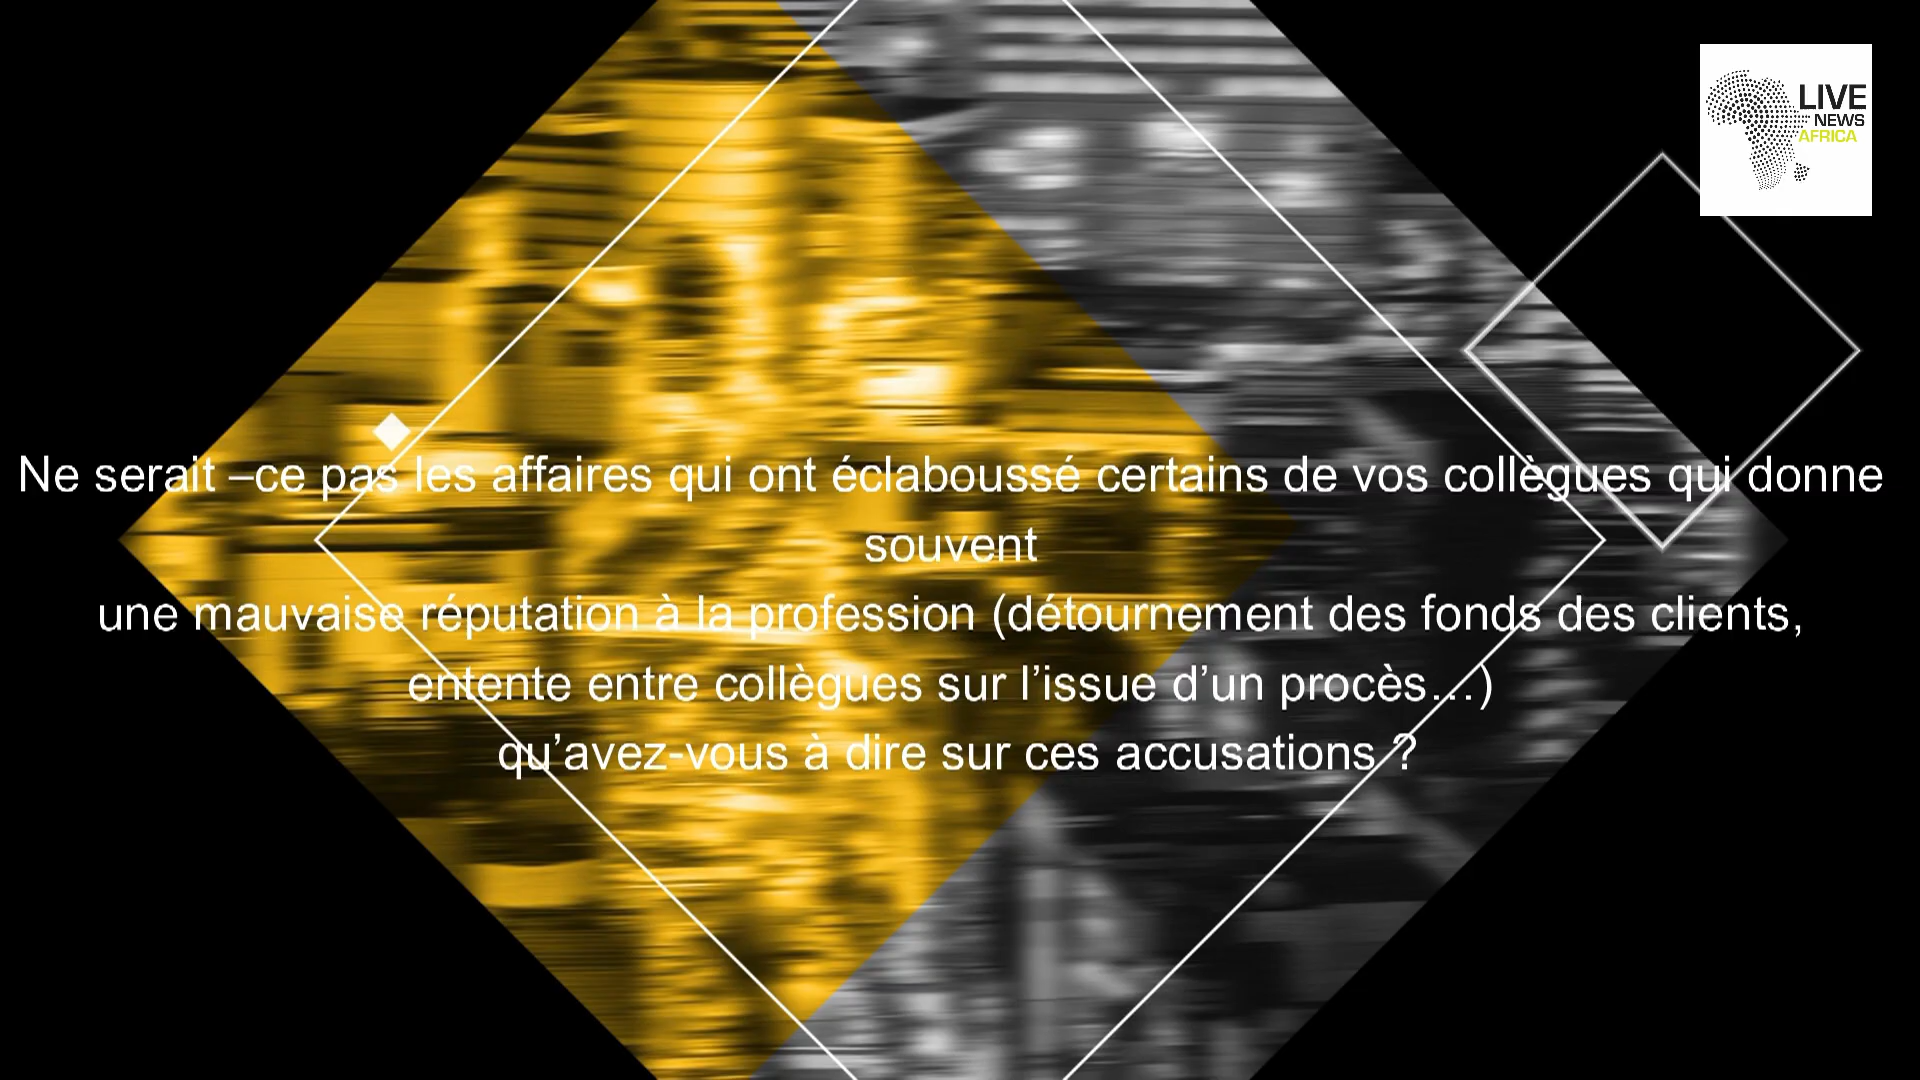 LIVE
NEWS
AFRICA
Ne serait –ce pas les affaires qui ont éclaboussé certains de vos collègues qui donne
souvent
une mauvaise réputation à la profession (détournement des fonds des clients,
entente entre collègues sur l’issue d’un procès…)
qu’avez-vous à dire sur ces accusations ?